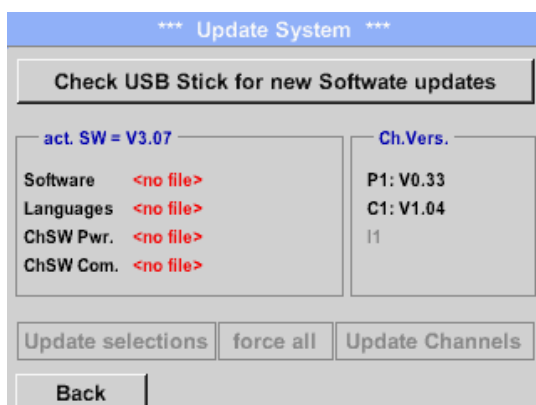 *** Update System ***
Check USB Stick for new Softwate updates
act. SW = V3.07
Software <no file>
Languages <no file>
ChSW Pwr. <no file>
ChSW Com. <no file>
Ch.Vers.
P1: V0.33
C1: V1.04
I1
Update selections force all Update Channels
Back